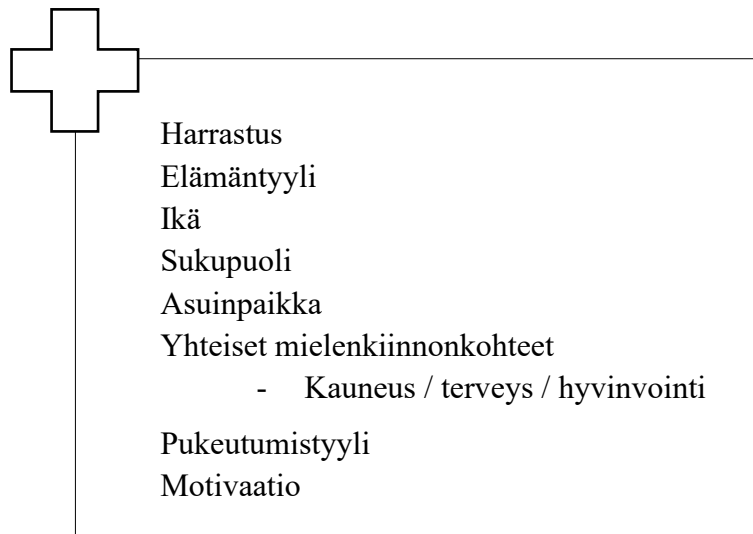 Harrastus
Elämäntyyli
Ikä
Sukupuoli
Asuinpaikka
Yhteiset mielenkiinnonkohteet
- Kauneus / terveys / hyvinvointi
Pukeutumistyyli
Motivaatio